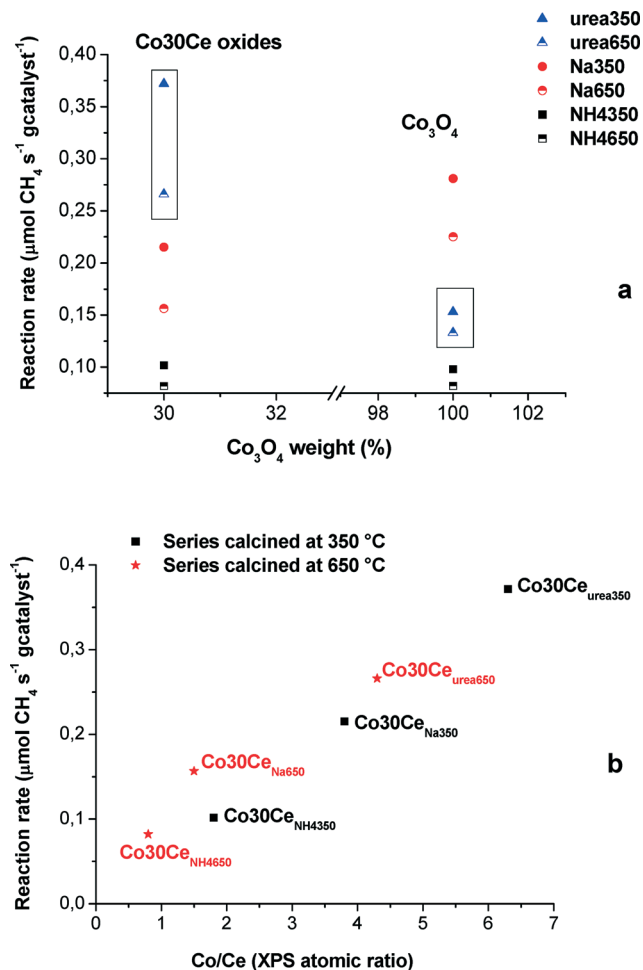 urea350
urea650
Na350
Na650
NH4350
NH4650
Co30Ce oxides
Co₃O₄
0,40
0,35
0,30
0,25
0,20
0,15
0,10
Reaction rate (μmol CH₄ s⁻¹ gcatalyst⁻¹)
a
30 32 98 100 102
Co₃O₄ weight (%)
Series calcined at 350 °C
Series calcined at 650 °C
0,4
0,3
0,2
0,1
0,0
Reaction rate (μmol CH₄ s⁻¹ gcatalyst⁻¹)
Co30Ceurea350
Co30Ceurea650
Co30CeNa350
Co30CeNa650
Co30CeNH4350
Co30CeNH4650
b
0 1 2 3 4 5 6 7
Co/Ce (XPS atomic ratio)